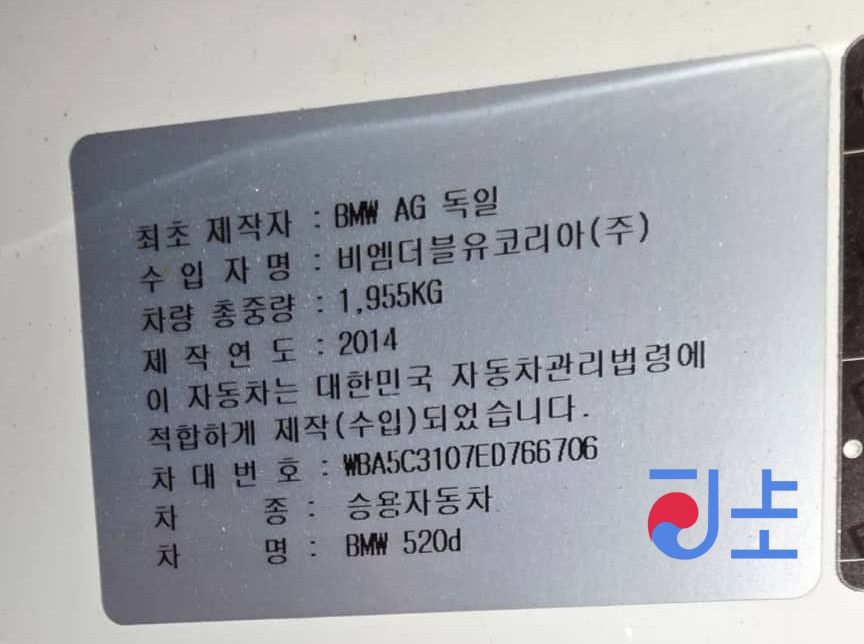 최초 제작자 : BMW AG 독일
수 입 자 명 : 비엠더블유코리아(주)
차량 총중량 : 1,955KG
제 작 연 도 : 2014
이 자동차는 대한민국 자동차관리법령에
적합하게 제작(수입)되었습니다.
차 대 번 호 : WBA5C3107ED766706
차 종 : 승용자동차
차 명 : BMW 520d